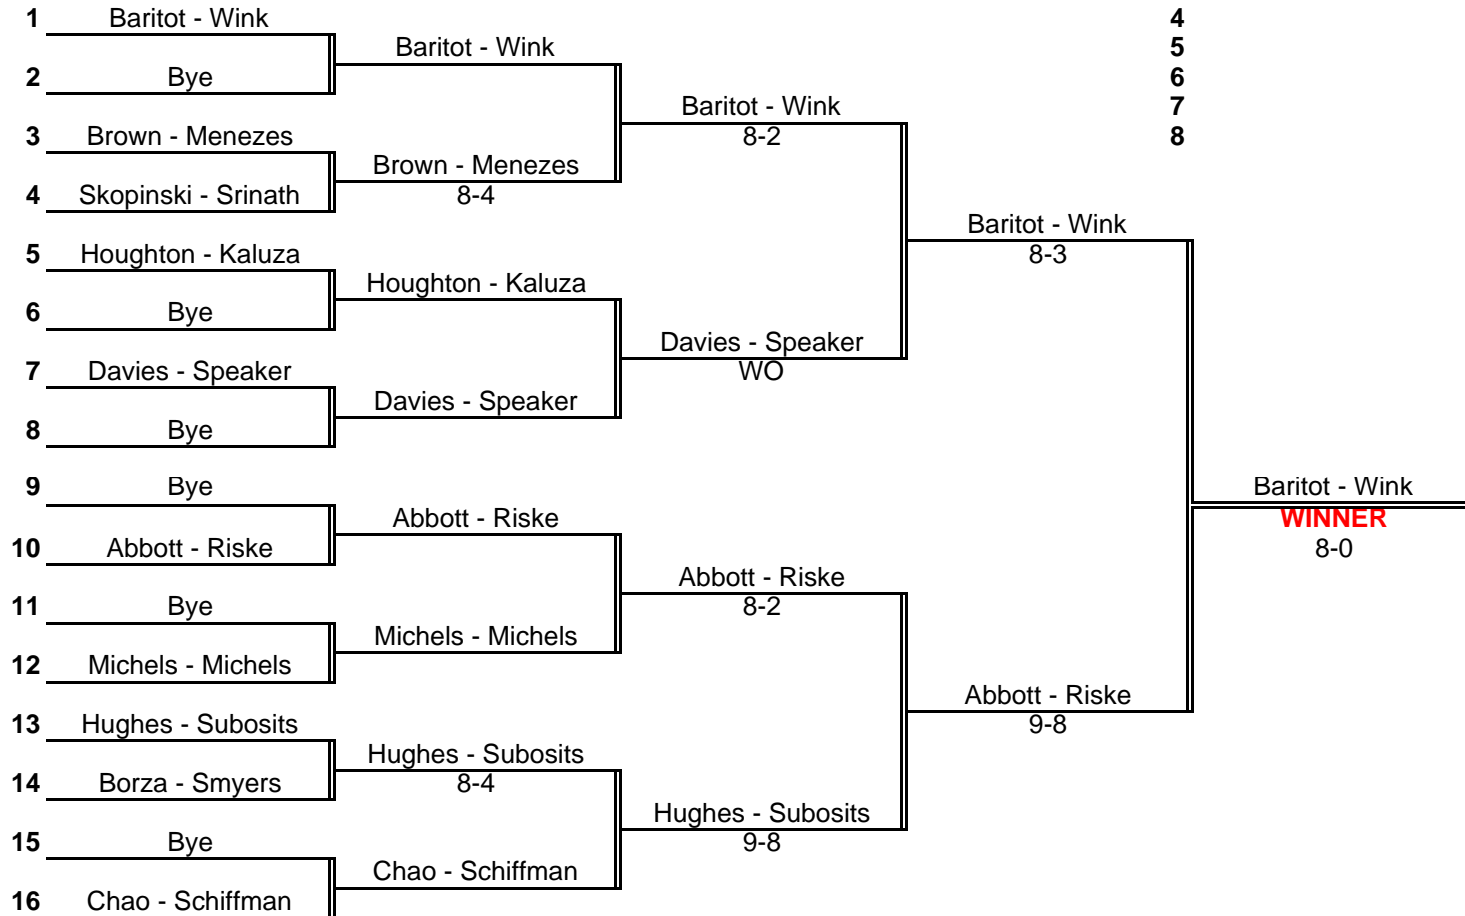 1 Baritot - Wink
2 Bye
3 Brown - Menezes
4 Skopinski - Srinath
5 Houghton - Kaluza
6 Bye
7 Davies - Speaker
8 Bye
9 Bye
10 Abbott - Riske
11 Bye
12 Michels - Michels
13 Hughes - Subosits
14 Borza - Smyers
15 Bye
16 Chao - Schiffman
Baritot - Wink
Brown - Menezes
8-4
Houghton - Kaluza
Davies - Speaker
Abbott - Riske
Michels - Michels
Hughes - Subosits
8-4
Chao - Schiffman
Baritot - Wink
8-2
Davies - Speaker
WO
Abbott - Riske
8-2
Hughes - Subosits
9-8
Baritot - Wink
8-3
Abbott - Riske
9-8
4
5
6
7
8
Baritot - Wink
WINNER
8-0